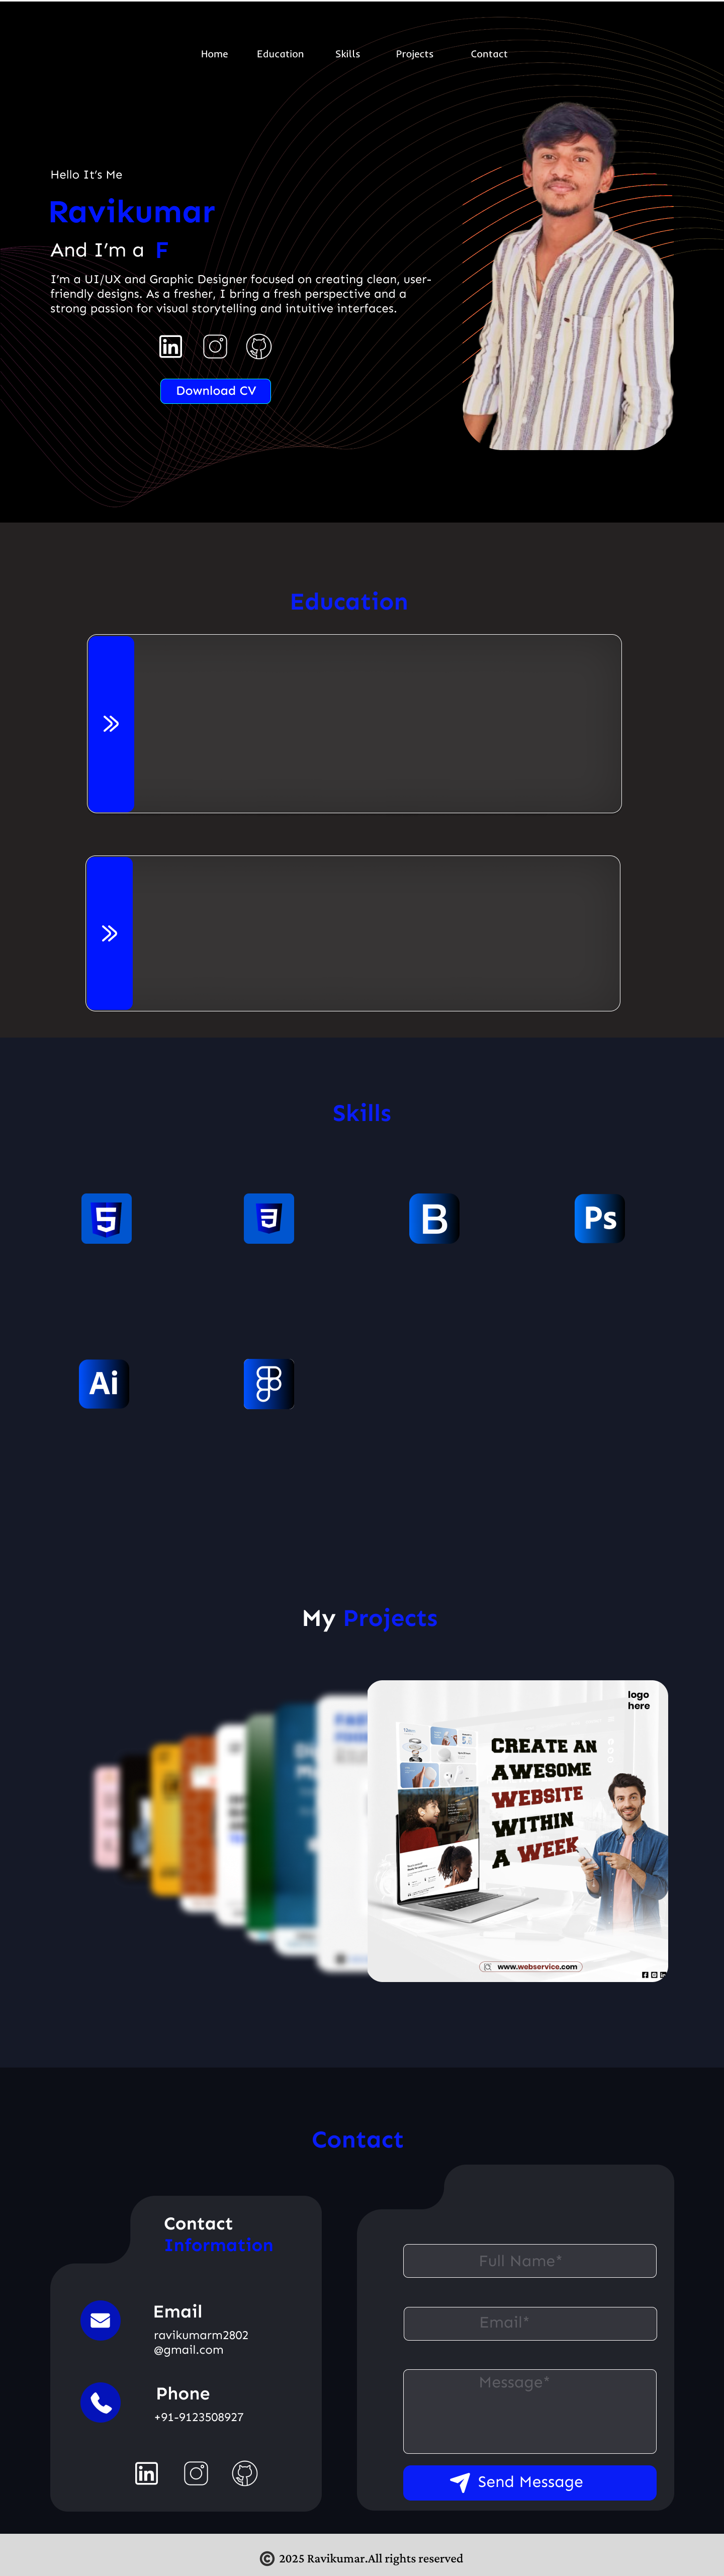 Home Education Skills Projects Contact
Hello It's Me
Ravikumar
And I'm a F
I'm a UI/UX and Graphic Designer focused on creating clean, user-
friendly designs. As a fresher, I bring a fresh perspective and a
strong passion for visual storytelling and intuitive interfaces.
in
Download CV
Education
Skills
5 3 B Ps
Ai
My Projects
logo
here
CREATE AN
AWESOME
WEBSITE
WITHIN
A WEEK
www.webservice.com
Contact
Contact
Information
Email
ravikumarm2802
@gmail.com
Phone
+91-9123508927
in
Full Name*
Email*
Message*
Send Message
© 2025 Ravikumar.All rights reserved